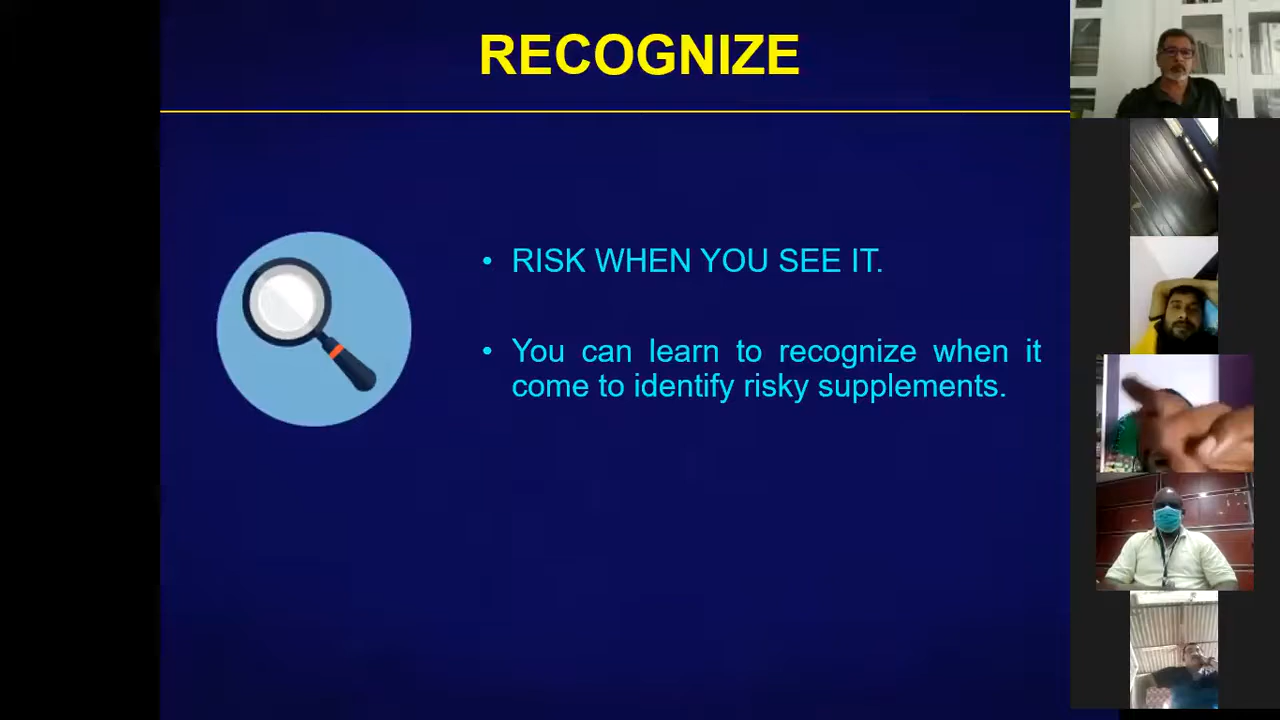 RECOGNIZE
• RISK WHEN YOU SEE IT.
• You can learn to recognize when it
come to identify risky supplements.